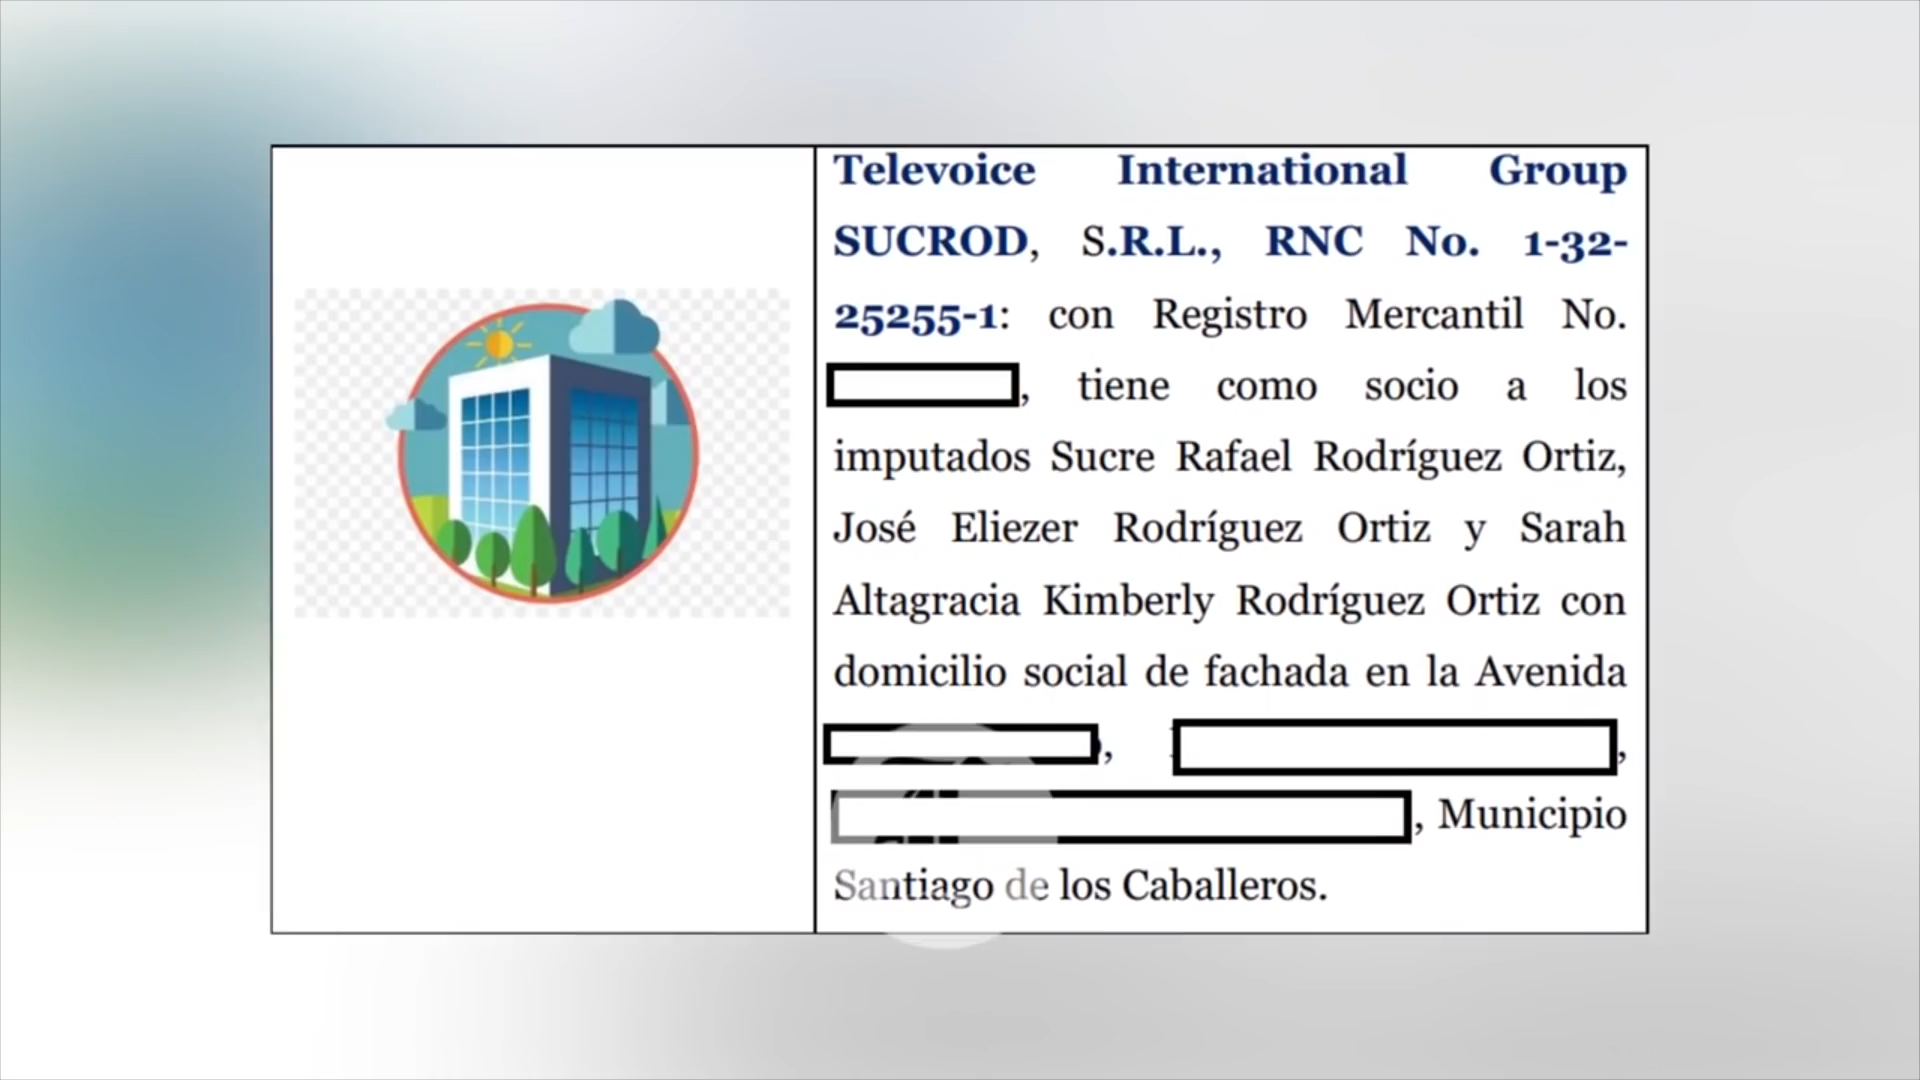 Televoice International Group
SUCROD, S.R.L., RNC No. 1-32-
25255-1: con Registro Mercantil No.
, tiene como socio a los
imputados Sucre Rafael Rodríguez Ortiz,
José Eliezer Rodríguez Ortiz y Sarah
Altagracia Kimberly Rodríguez Ortiz con
domicilio social de fachada en la Avenida
, ,
, Municipio
Santiago de los Caballeros.